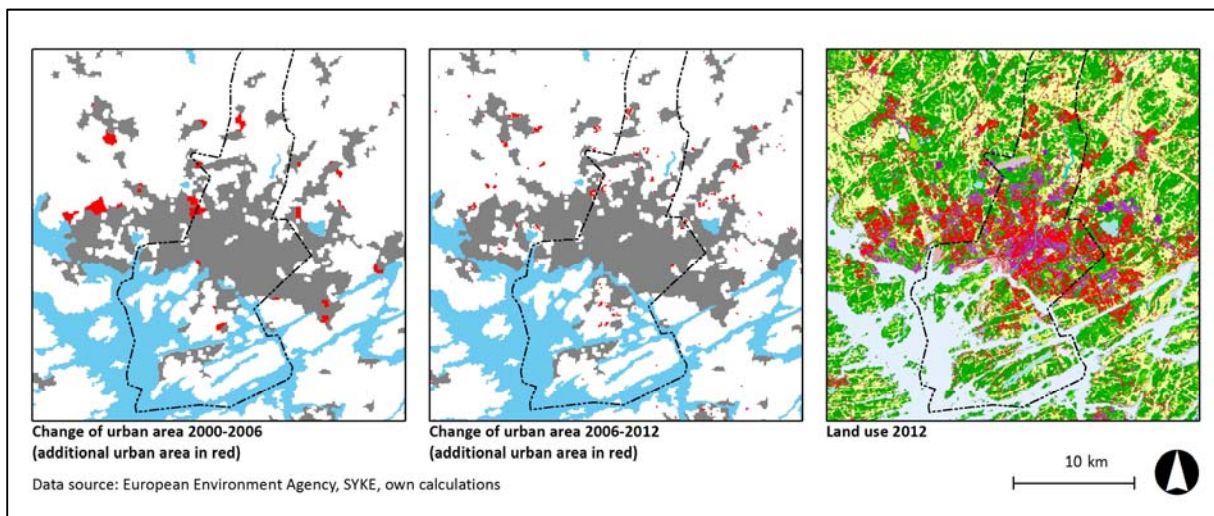 Change of urban area 2000-2006
(additional urban area in red)
Change of urban area 2006-2012
(additional urban area in red)
Land use 2012
Data source: European Environment Agency, SYKE, own calculations
10 km